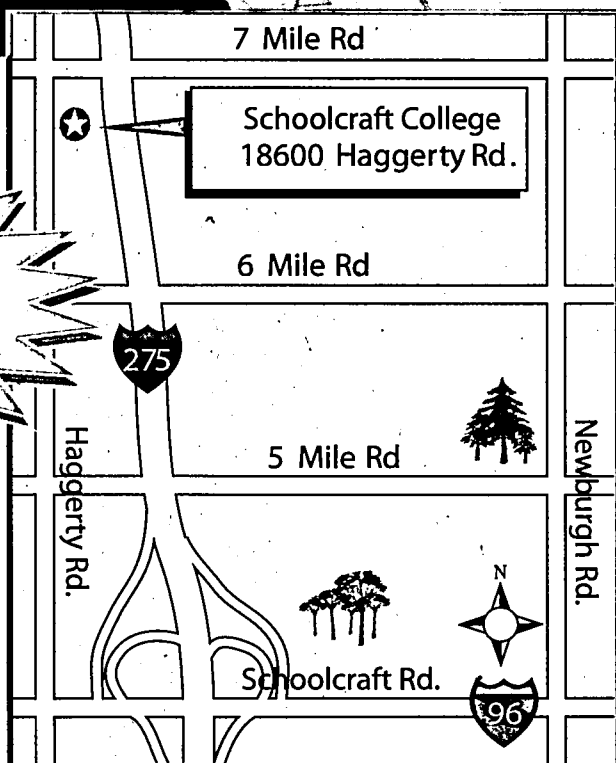 7 Mile Rd
Schoolcraft College
18600 Haggerty Rd.
6 Mile Rd
275
5 Mile Rd
Haggerty Rd.
Newburgh Rd.
N
Schoolcraft Rd.
96